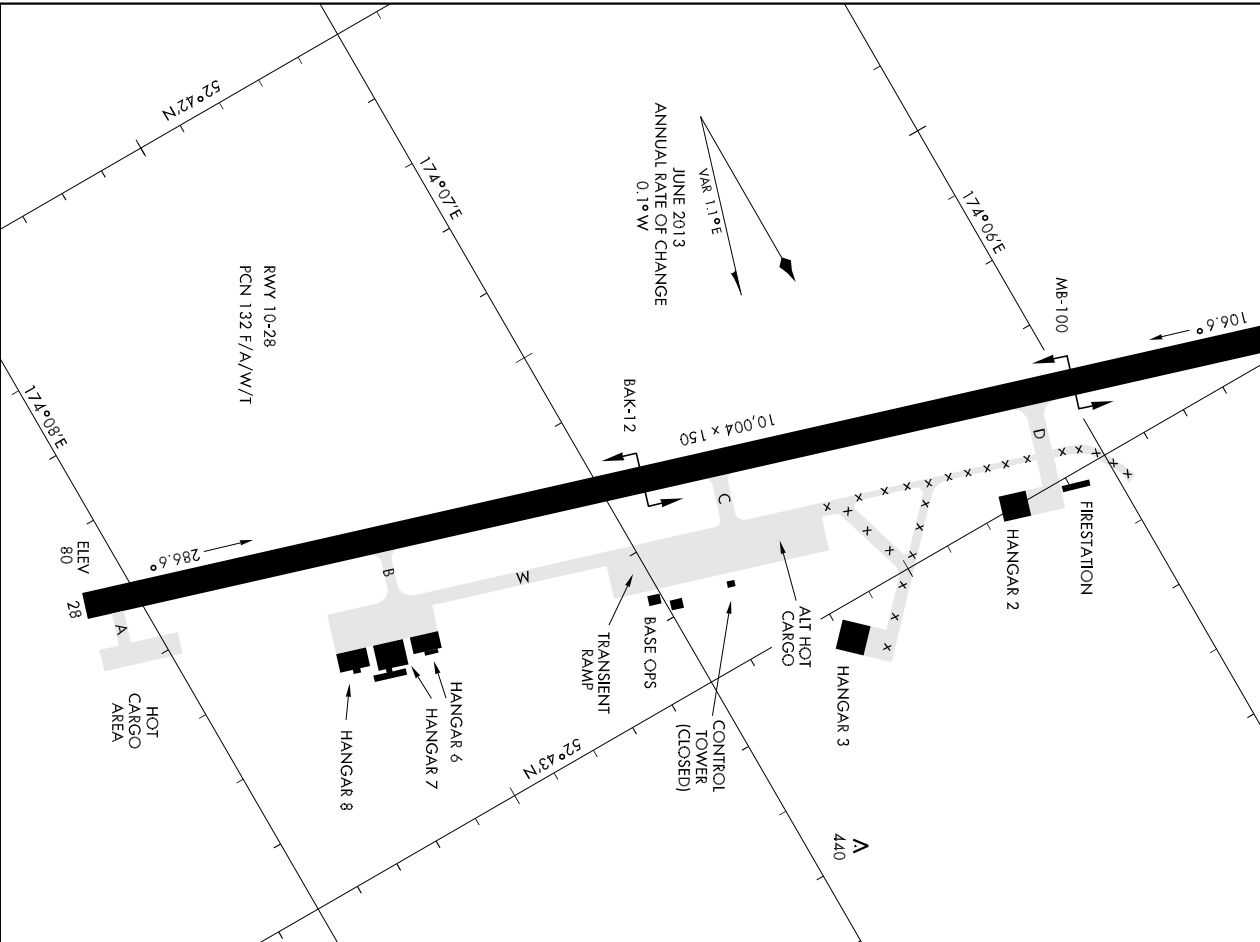 52°42'N
174°07'E
VAR 1.1°E
JUNE 2013
ANNUAL RATE OF CHANGE
0.1°W
174°06'E
MB-100
106.6°
RWY 10-28
PCN 132 F/A/W/T
BAK-12
10,004 x 150
D
FIRESTATION
HANGAR 2
C
174°08'E
ELEV
80
28
286.6°
A
B
W
HOT
CARGO
AREA
HANGAR 8
HANGAR 7
HANGAR 6
TRANSIENT
RAMP
BASE OPS
ALT HOT
CARGO
CONTROL
TOWER
(CLOSED)
HANGAR 3
52°43'N
440